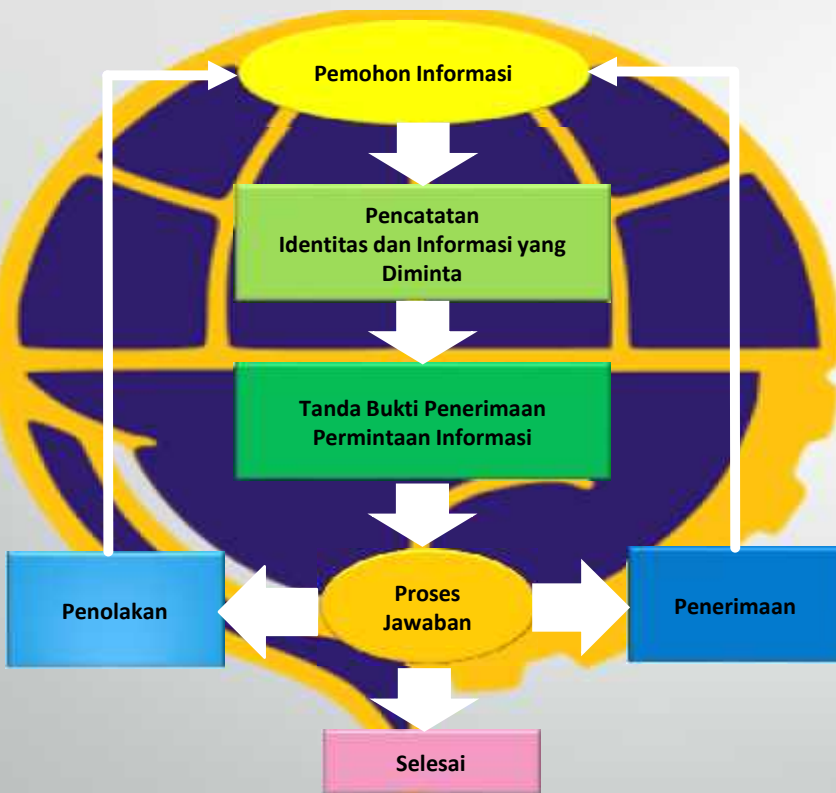 Pemohon Informasi
Pencatatan
Identitas dan Informasi yang
Diminta
Tanda Bukti Penerimaan
Permintaan Informasi
Penolakan
Proses
Jawaban
Penerimaan
Selesai